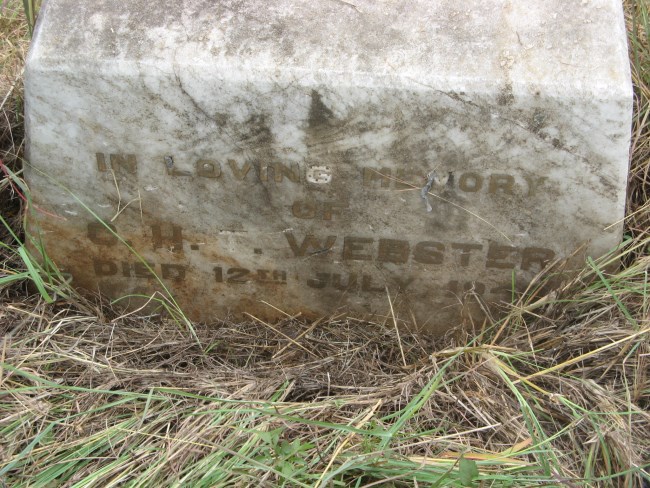 IN LOVING MEMORY
OF
H. T. WEBSTER
DIED 12TH JULY